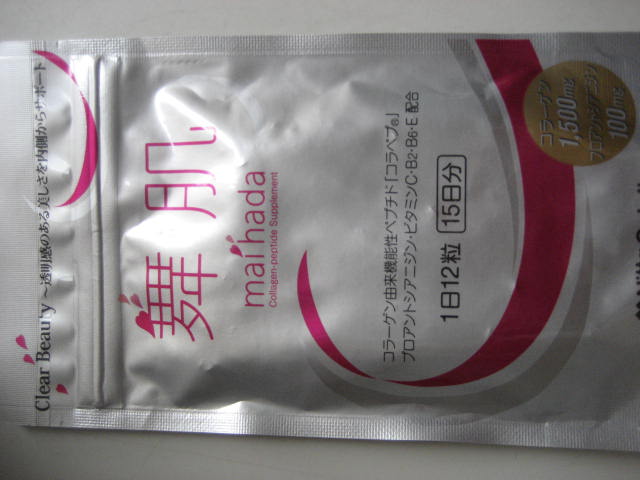 Clear Beauty ～透明感のある美しさを内側からサポート
舞肌
maihada
Collagen-peptide Supplement
コラーゲン由来機能性ペプチド「コラペプ®」
プロアントシアニジン・ビタミンC・B2・B6・E 配合
1日12粒 15日分
コラーゲン
1,500mg
プロアントシアニジン
100mg